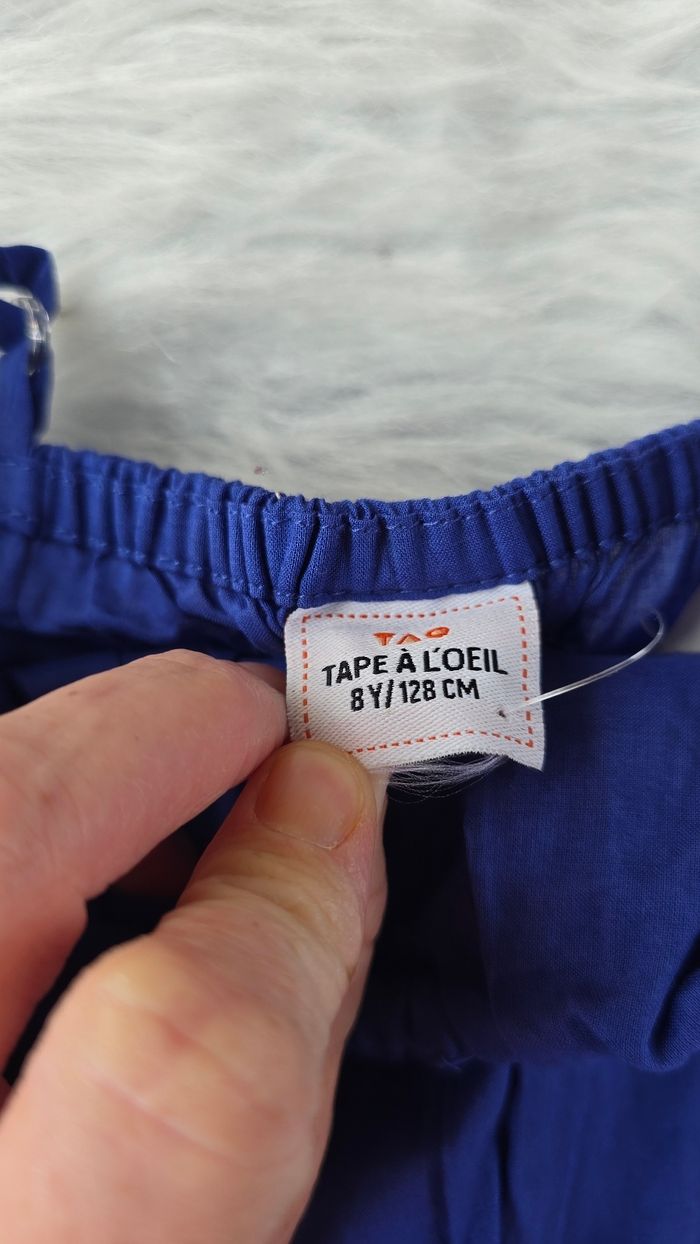 TAO
TAPE À L'OEIL
8 Y/ 128 CM